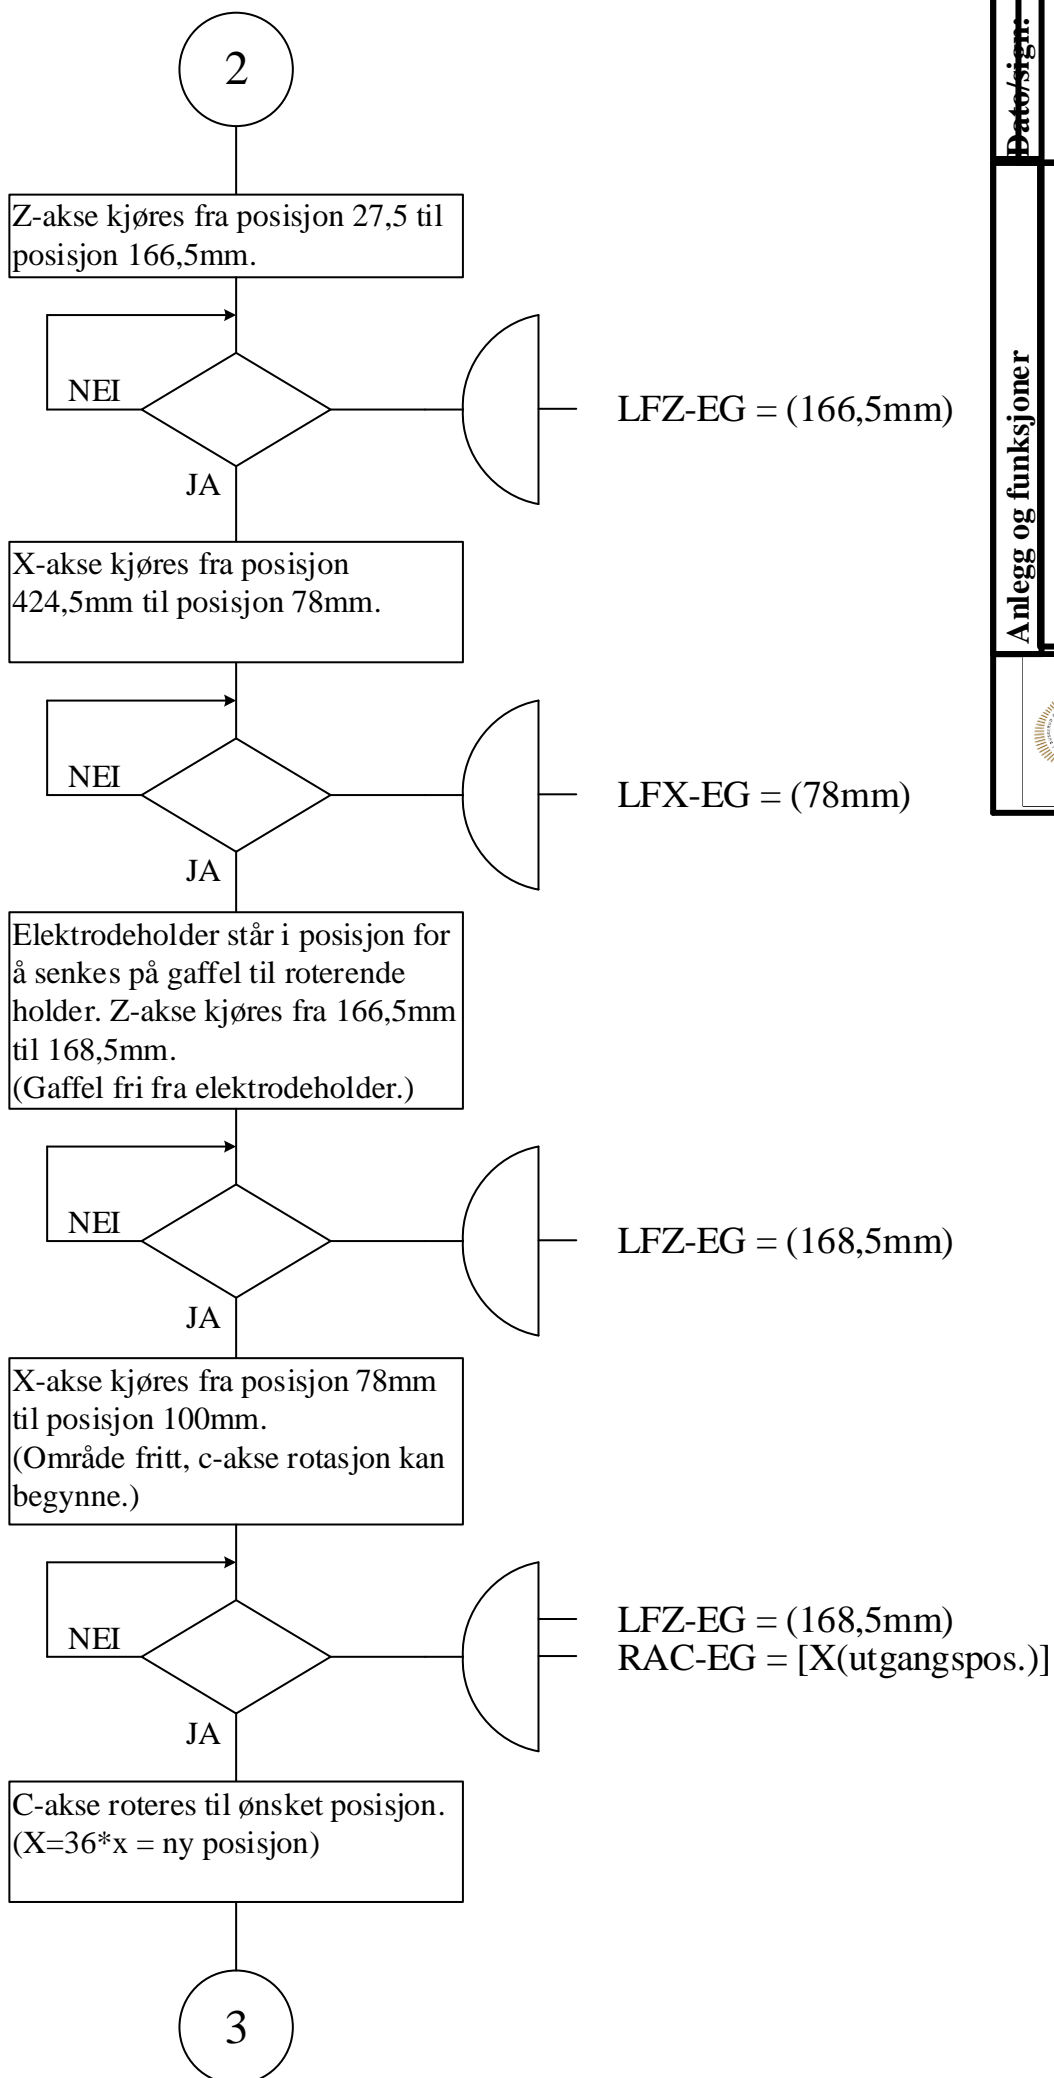 2
Z-akse kjøres fra posisjon 27,5 til
posisjon 166,5mm.
NEI
JA
LFZ-EG = (166,5mm)
X-akse kjøres fra posisjon
424,5mm til posisjon 78mm.
NEI
JA
LFX-EG = (78mm)
Elektrodeholder står i posisjon for
å senkes på gaffel til roterende
holder. Z-akse kjøres fra 166,5mm
til 168,5mm.
(Gaffel fri fra elektrodeholder.)
NEI
JA
LFZ-EG = (168,5mm)
X-akse kjøres fra posisjon 78mm
til posisjon 100mm.
(Område fritt, c-akse rotasjon kan
begynne.)
NEI
JA
LFZ-EG = (168,5mm)
RAC-EG = [X(utgangspos.)]
C-akse roteres til ønsket posisjon.
(X=36*x = ny posisjon)
3
Dato/sign:
Anlegg og funksjoner